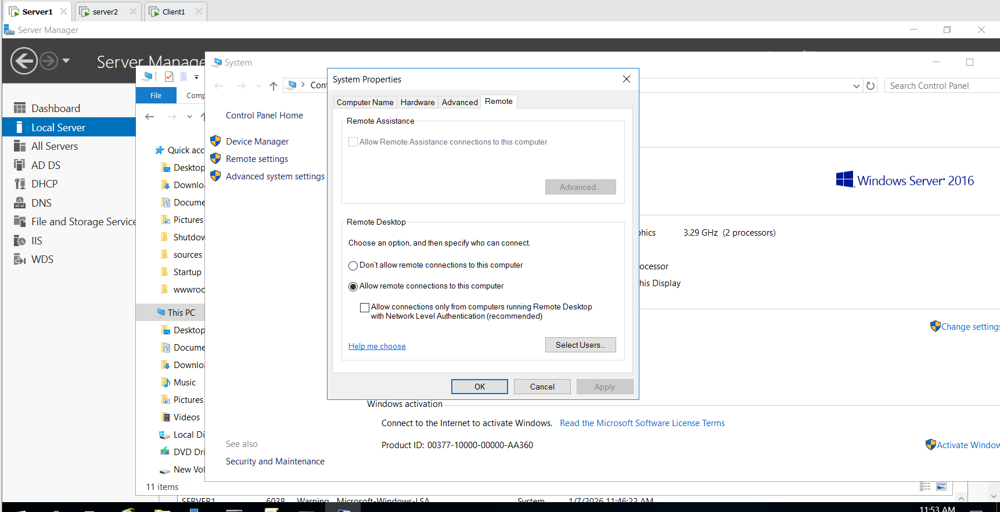 Server1
server2
Client1
Server Manager
Server Manage
System
System Properties
Search Control Panel
File
Comp
Computer Name
Hardware
Advanced
Remote
Dashboard
Local Server
All Servers
AD DS
DHCP
DNS
File and Storage Service
IIS
WDS
Quick acc
Desktop
Downlo
Docume
Pictures
Shutdow
sources
Startup
wwwroo
This PC
Desktop
Docume
Downlo
Music
Pictures
Videos
Local Di
DVD Dri
New Vol
11 items
Control Panel Home
Device Manager
Remote settings
Advanced system settings
See also
Security and Maintenance
Cont
Remote Assistance
Allow Remote Assistance connections to this computer
Advanced...
Remote Desktop
Choose an option, and then specify who can connect.
Don't allow remote connections to this computer
Allow remote connections to this computer
Allow connections only from computers running Remote Desktop
with Network Level Authentication (recommended)
Help me choose
Select Users...
OK
Cancel
Apply
Windows Server® 2016
phics 3.29 GHz (2 processors)
ocessor
his Display
Change settings
Windows activation
Connect to the Internet to activate Windows. Read the Microsoft Software License Terms
Product ID: 00377-10000-00000-AA360
Activate Window
SERVER1 6038 Warning Microsoft-Windows-LSA System 1/7/2026 11:46:22 AM
11:53 AM